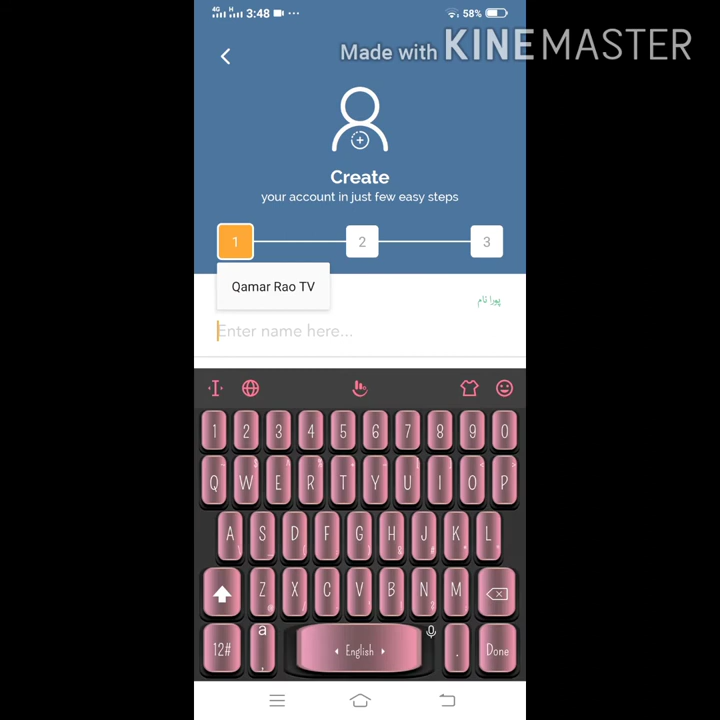 4G H 3:48 ... 58%
Made with KINEMASTER
Create
your account in just few easy steps
1 2 3
Qamar Rao TV
پورا نام
Enter name here...
1 2 3 4 5 6 7 8 9 0
Q W E R T Y U I O P
A S D F G H J K L
Z X C V B N M
12# a , English . Done